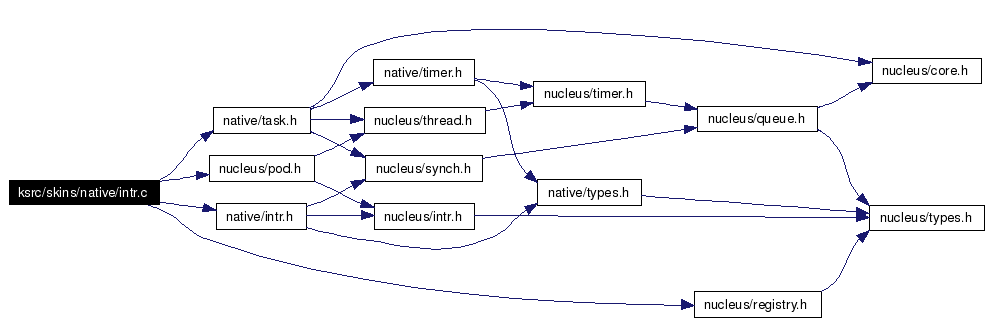 nucleus/core.h
native/timer.h
nucleus/timer.h
nucleus/queue.h
native/task.h
nucleus/thread.h
nucleus/pod.h
nucleus/synch.h
ksrc/skins/native/intr.c
native/types.h
native/intr.h
nucleus/intr.h
nucleus/types.h
nucleus/registry.h